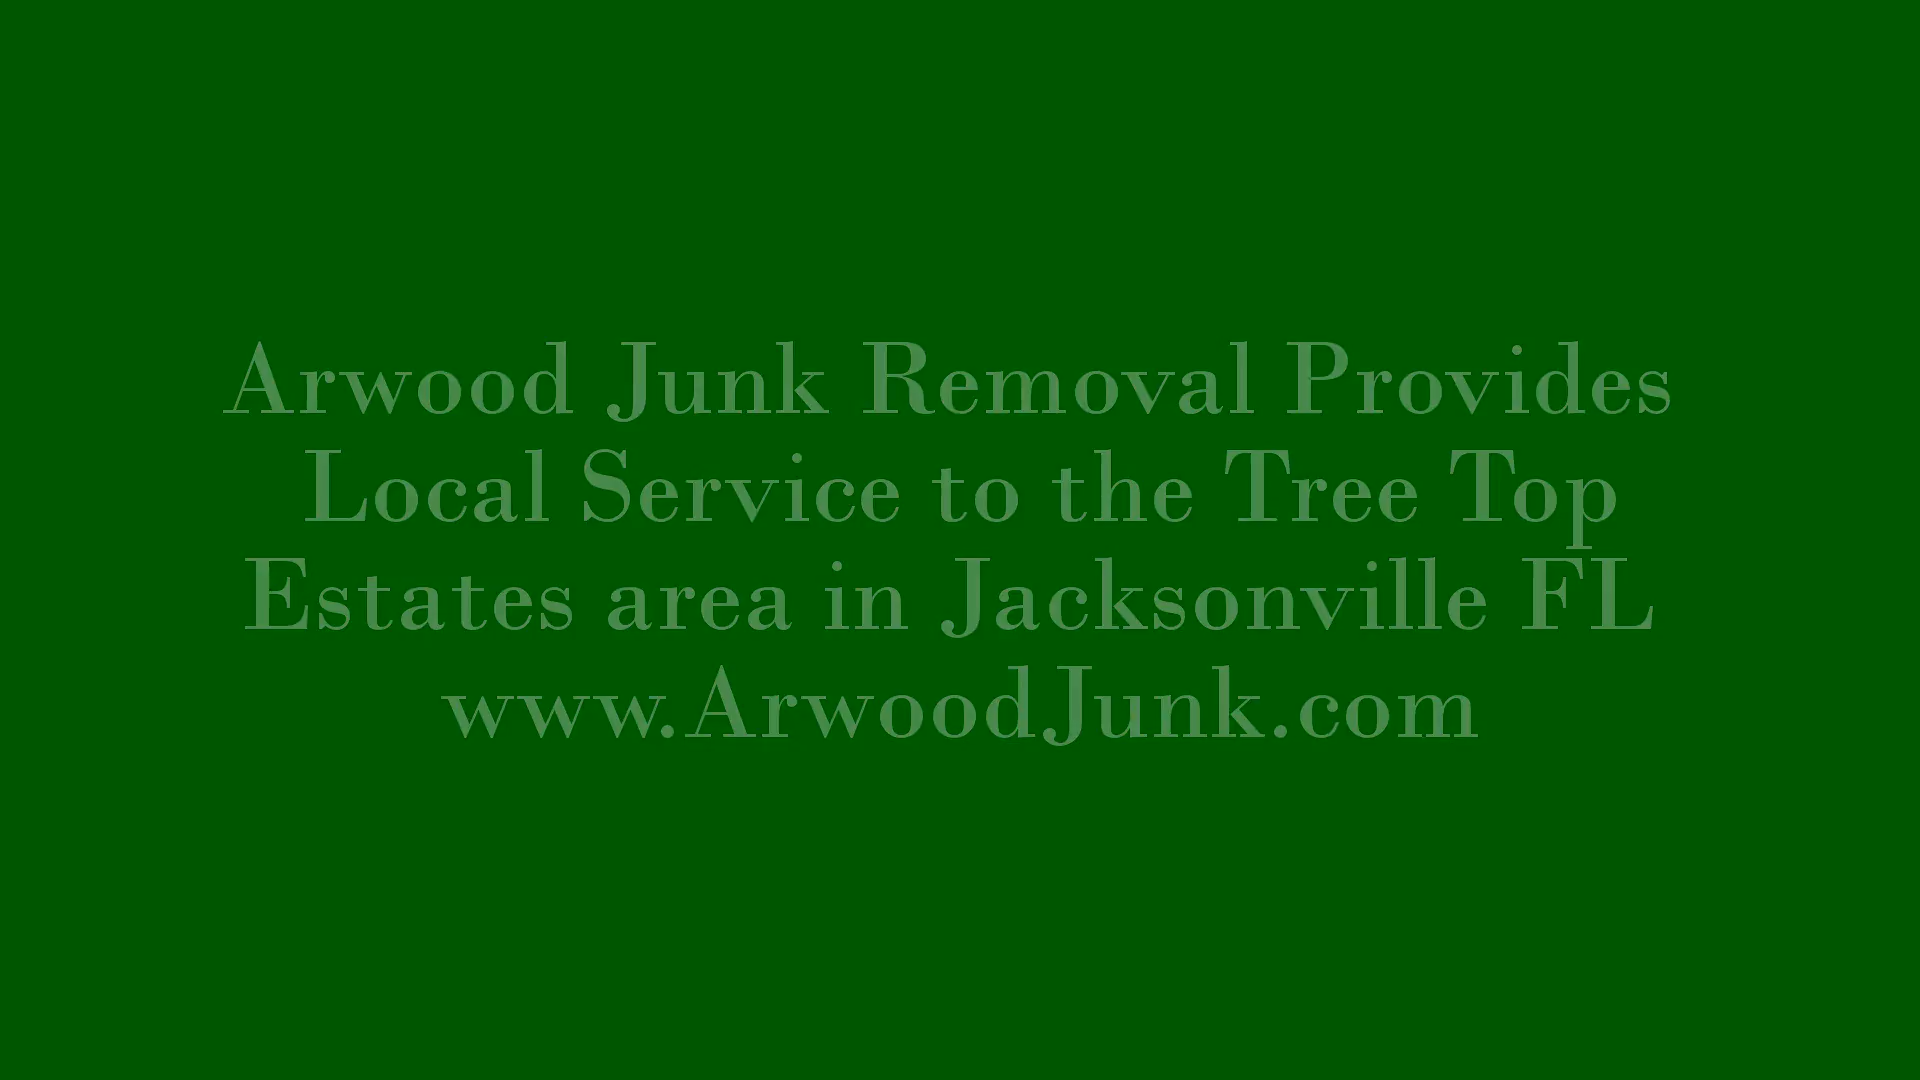 Arwood Junk Removal Provides
Local Service to the Tree Top
Estates area in Jacksonville FL
www.ArwoodJunk.com